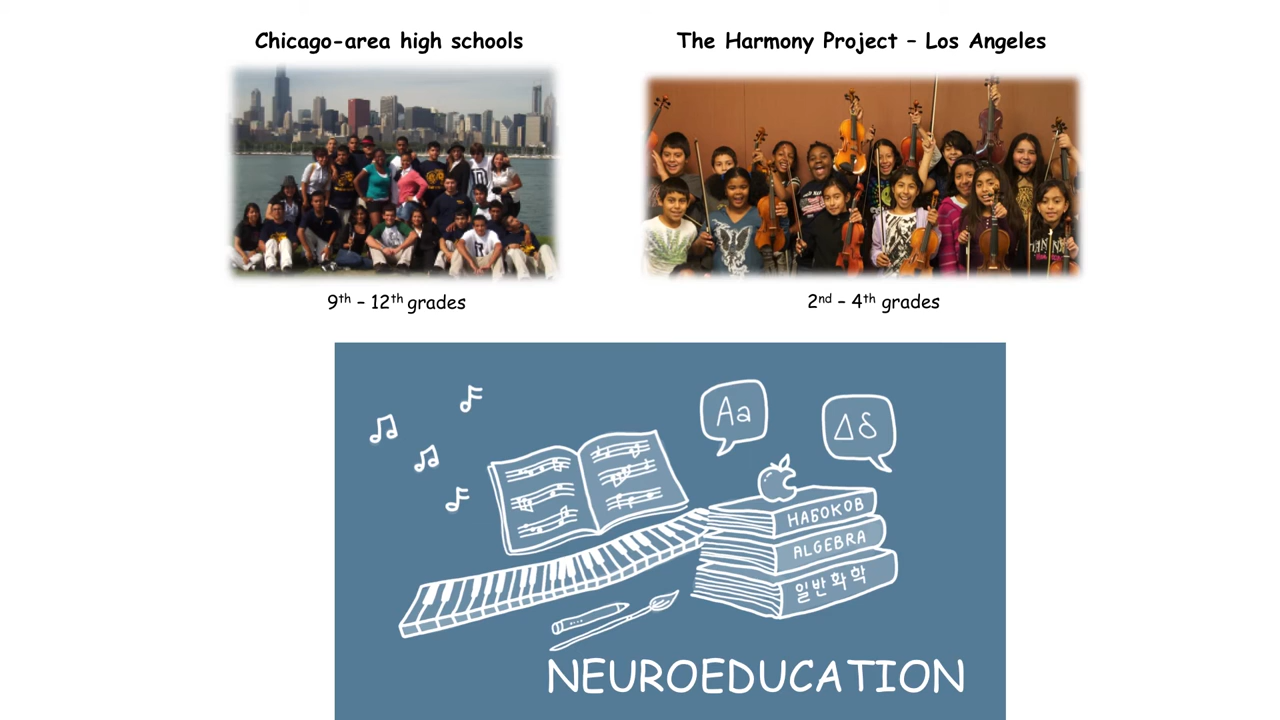 Chicago-area high schools
The Harmony Project – Los Angeles
9th – 12th grades
2nd – 4th grades
Aa
Δδ
НАБОКОВ
ALGEBRA
일반화학
NEUROEDUCATION